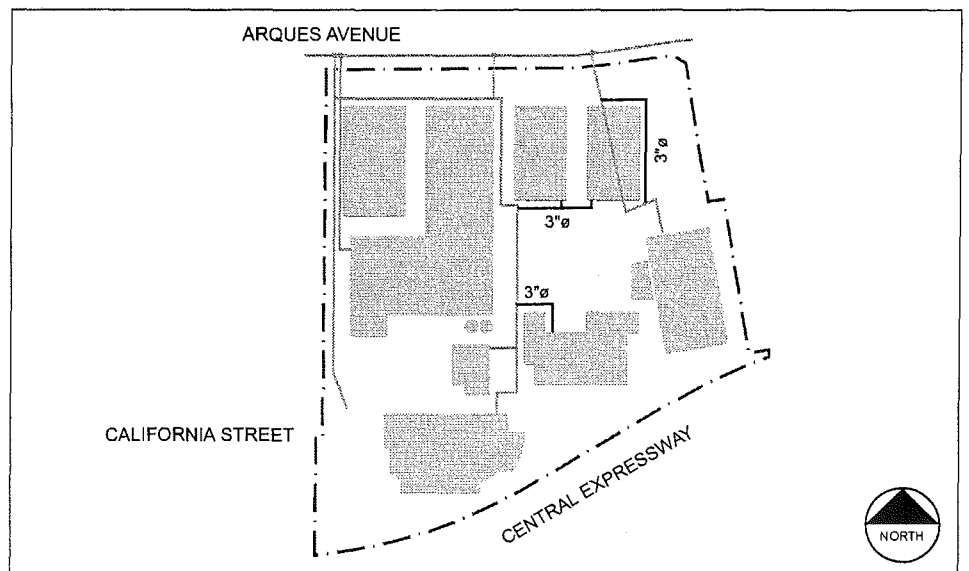 ARQUES AVENUE
3"ø
3"ø
3"ø
CALIFORNIA STREET
CENTRAL EXPRESSWAY
NORTH